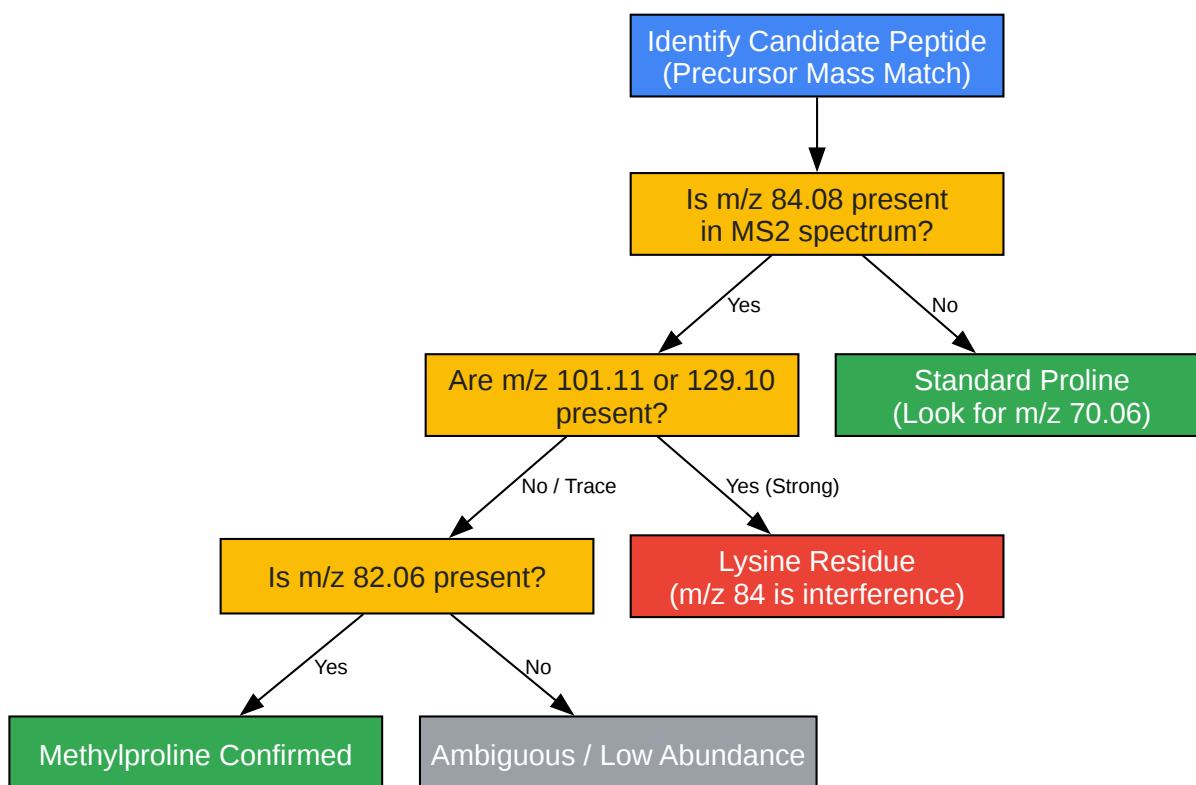 Identify Candidate Peptide
(Precursor Mass Match)
Is m/z 84.08 present
in MS2 spectrum?
Yes
No
Are m/z 101.11 or 129.10
present?
Standard Proline
(Look for m/z 70.06)
No / Trace
Yes (Strong)
Is m/z 82.06 present?
Lysine Residue
(m/z 84 is interference)
Yes
No
Methylproline Confirmed
Ambiguous / Low Abundance